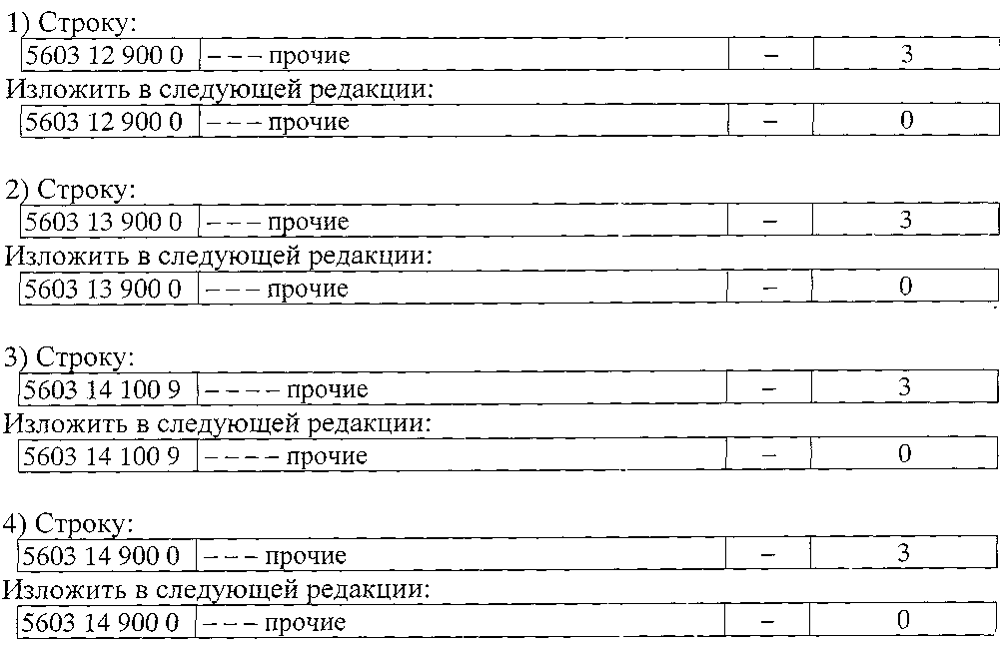 1) Строку:
5603 12 900 0 – – – прочие – 3
Изложить в следующей редакции:
5603 12 900 0 – – – прочие – 0
2) Строку:
5603 13 900 0 – – – прочие – 3
Изложить в следующей редакции:
5603 13 900 0 – – – прочие – 0
3) Строку:
5603 14 100 9 – – – – прочие – 3
Изложить в следующей редакции:
5603 14 100 9 – – – – прочие – 0
4) Строку:
5603 14 900 0 – – – прочие – 3
Изложить в следующей редакции:
5603 14 900 0 – – – прочие – 0